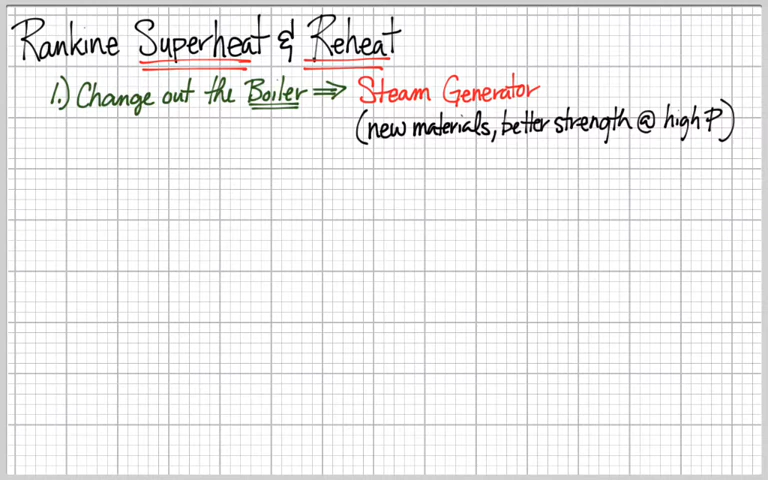 Rankine Superheat & Reheat
1.) Change out the Boiler ⇒ Steam Generator
(new materials, better strength @ high P)